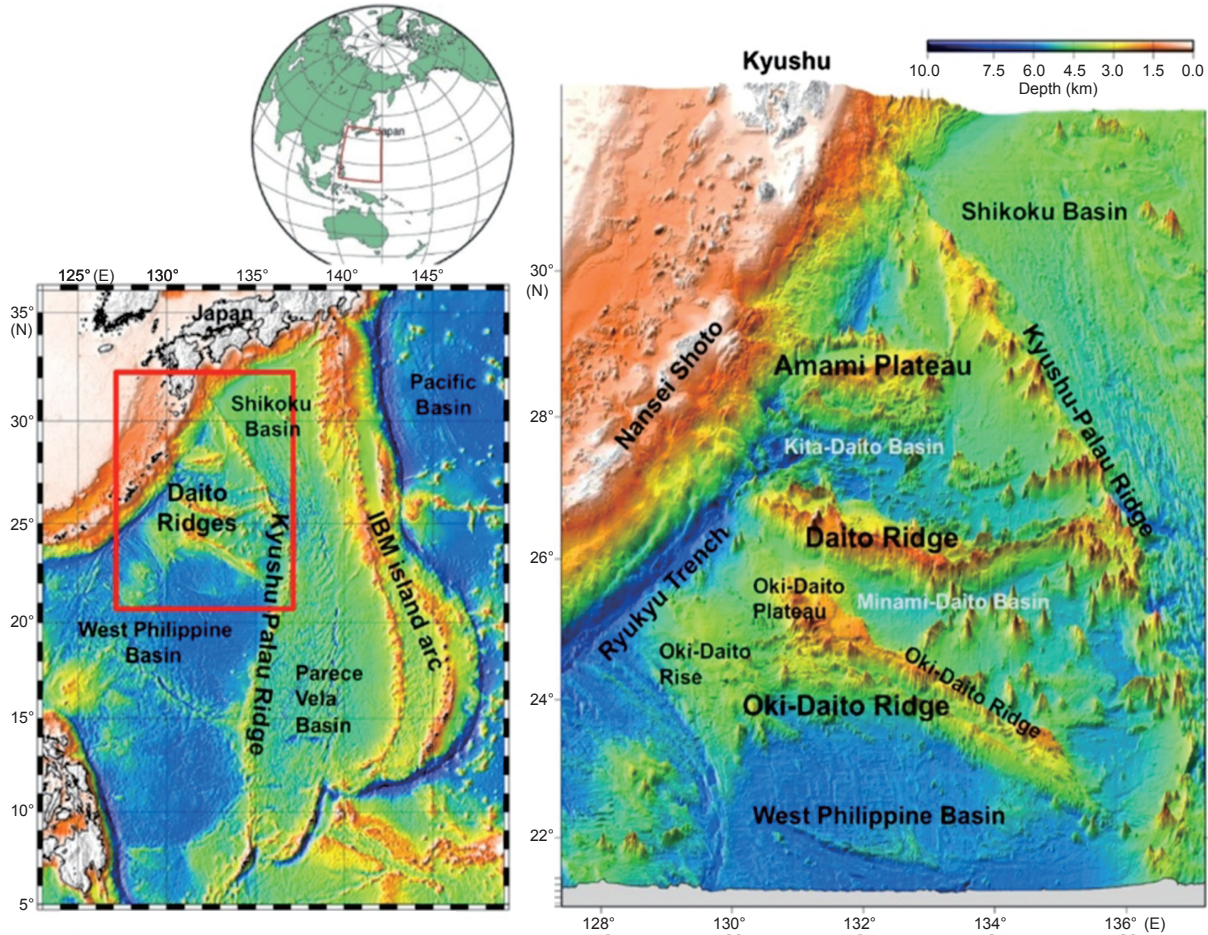 Japan
125° (E)
130°
135°
140°
145°
35°
(N)
30°
25°
20°
15°
10°
5°
Japan
Pacific
Basin
Shikoku
Basin
Daito
Ridges
IBM island arc
Kyushu Palau Ridge
West Philippine
Basin
Parece
Vela
Basin
Kyushu
10.0
7.5
6.0
4.5
3.0
1.5
0.0
Depth (km)
30°
(N)
28°
26°
24°
22°
Shikoku Basin
Nansei Shoto
Amami Plateau
Kyushu-Palau Ridge
Kita-Daito Basin
Daito Ridge
Ryukyu Trench
Oki-Daito
Plateau
Minami-Daito Basin
Oki-Daito
Rise
Oki-Daito Ridge
Oki-Daito Ridge
West Philippine Basin
128°
130°
132°
134°
136° (E)